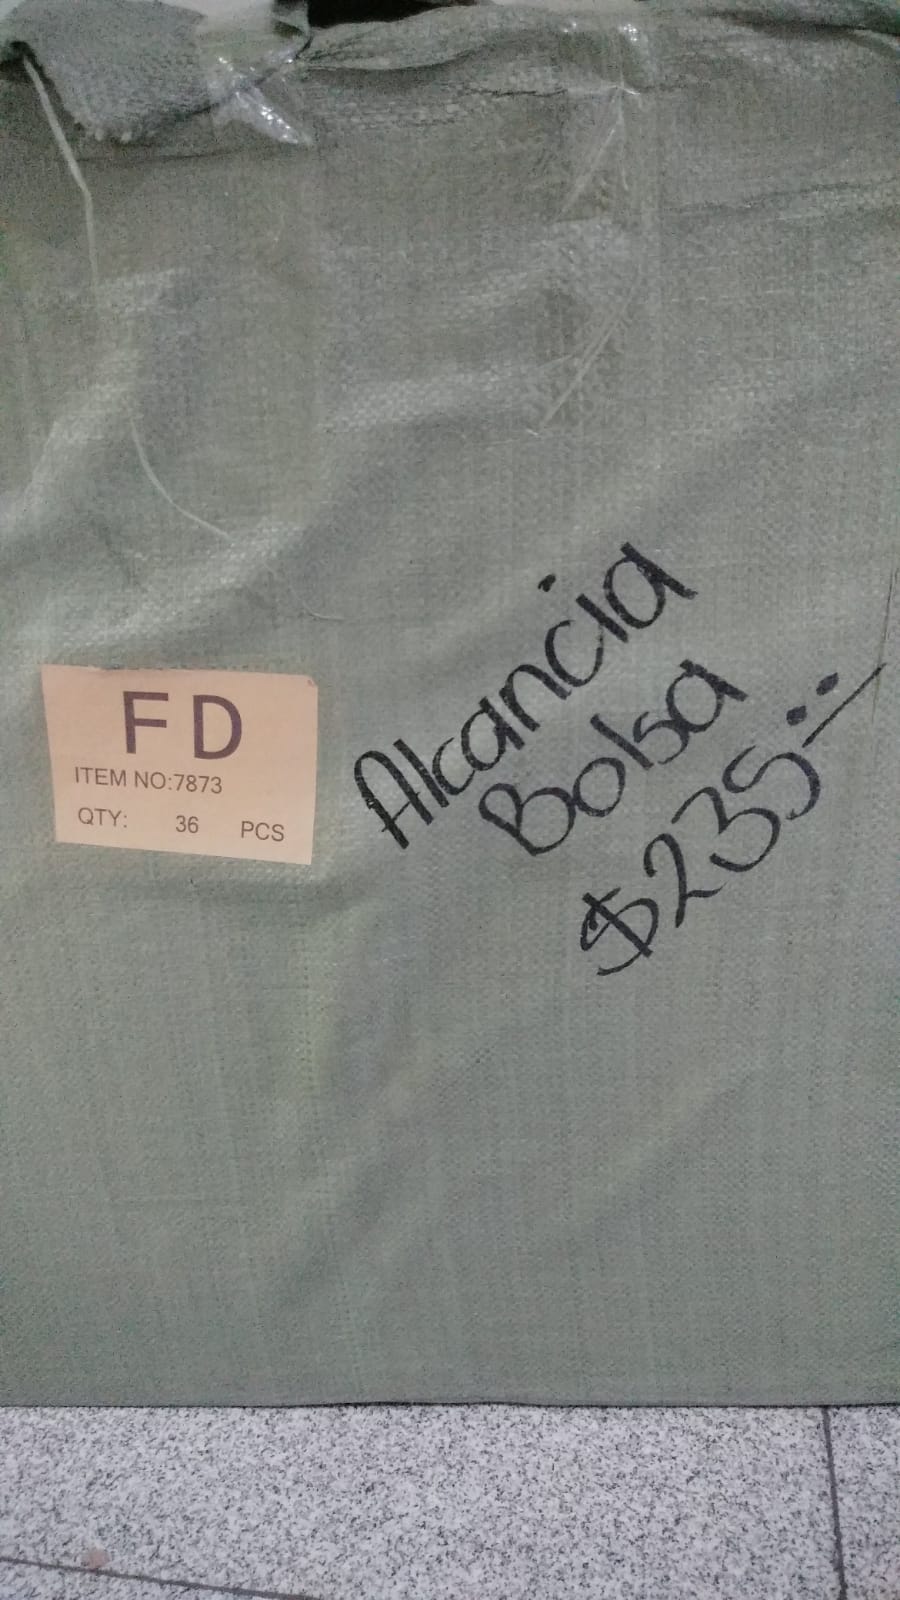 FD
ITEM NO:7873
QTY: 36 PCS
Alcancia
Bolsa
$235.-